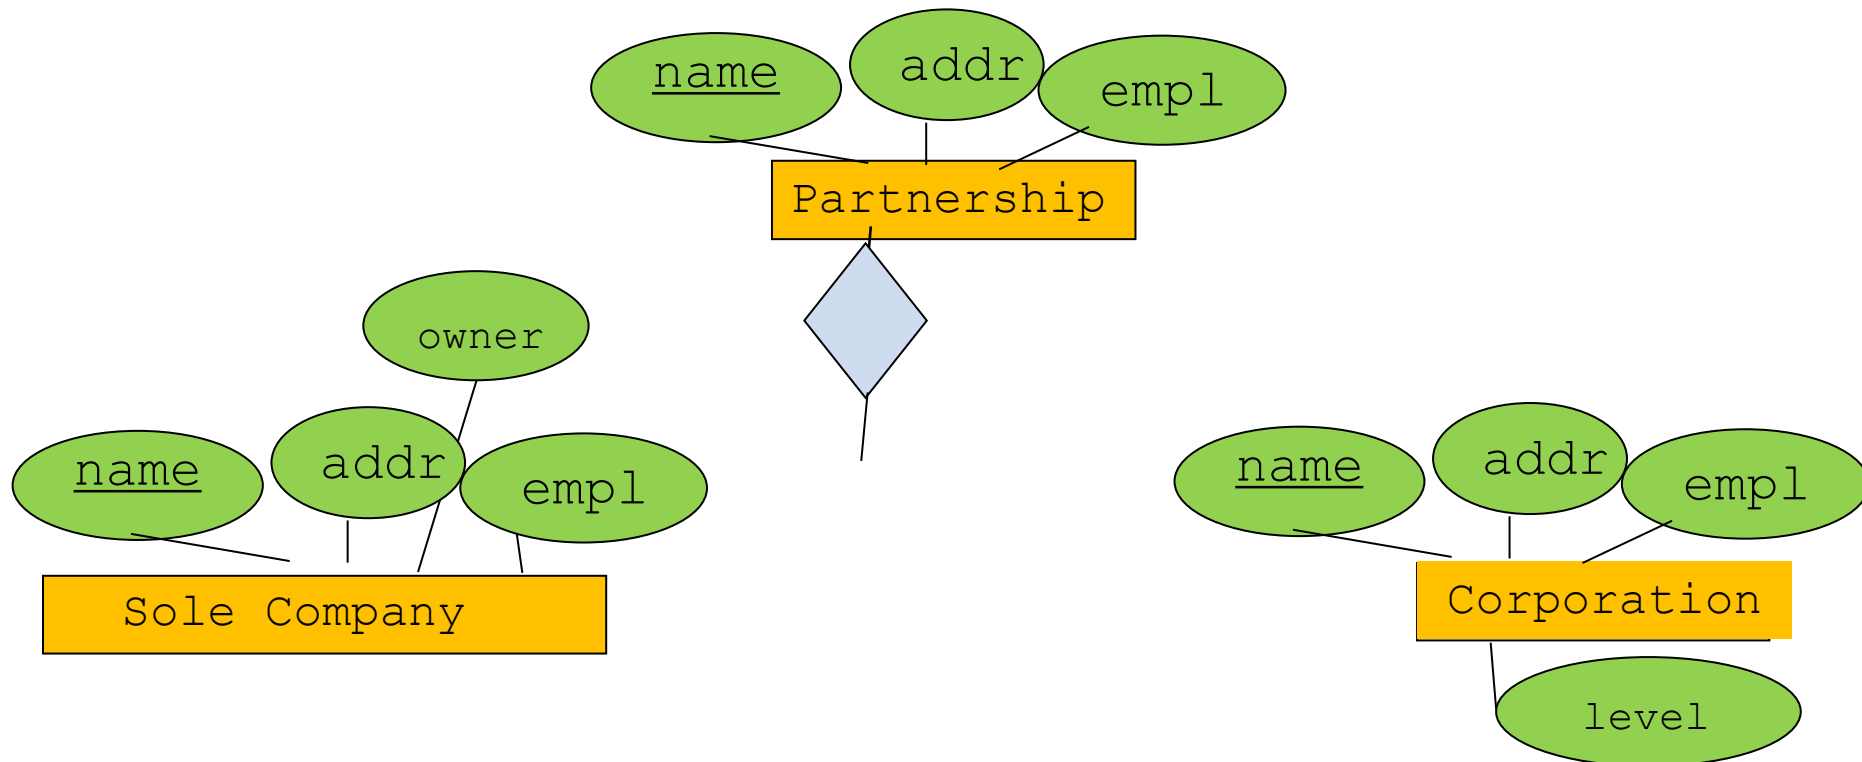 name
addr
empl
Partnership
owner
name
addr
empl
Sole Company
name
addr
empl
Corporation
level